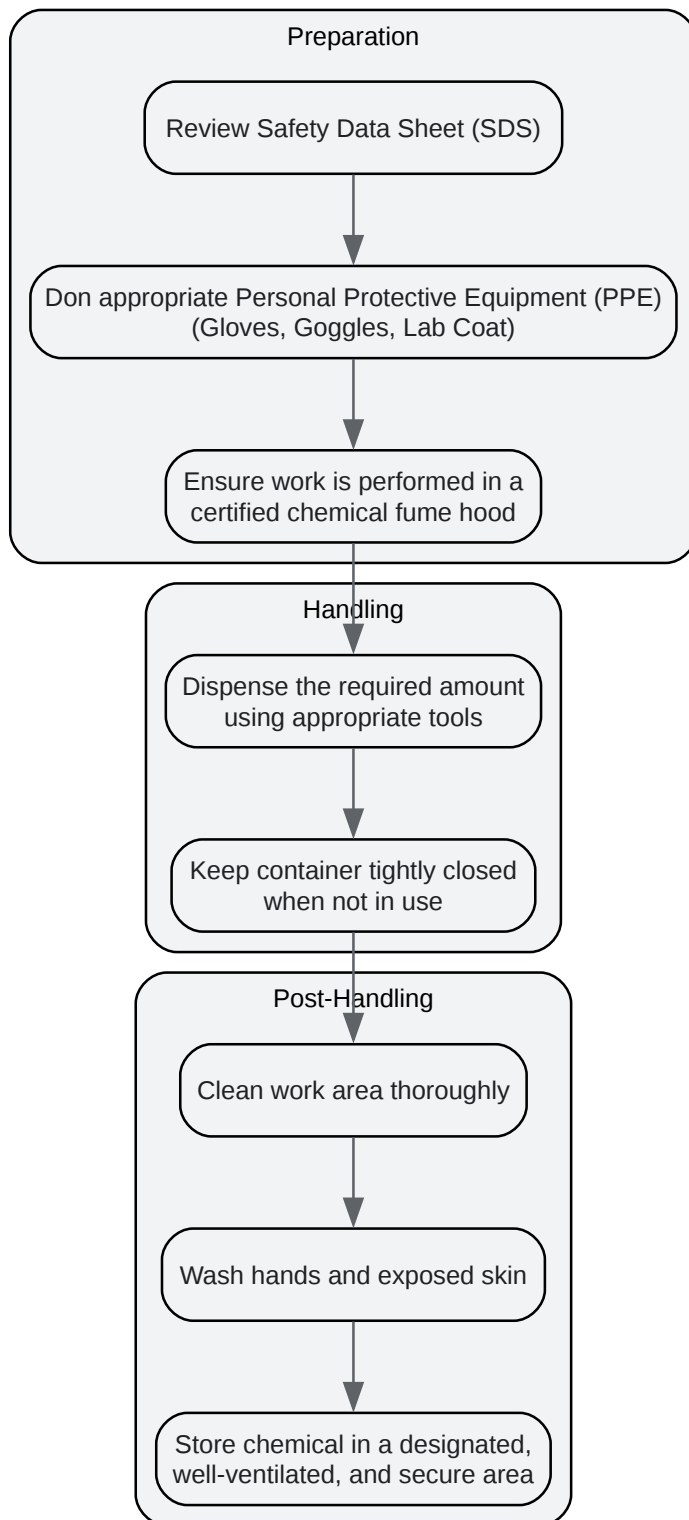 Preparation
Review Safety Data Sheet (SDS)
Don appropriate Personal Protective Equipment (PPE)
(Gloves, Goggles, Lab Coat)
Ensure work is performed in a
certified chemical fume hood
Handling
Dispense the required amount
using appropriate tools
Keep container tightly closed
when not in use
Post-Handling
Clean work area thoroughly
Wash hands and exposed skin
Store chemical in a designated,
well-ventilated, and secure area